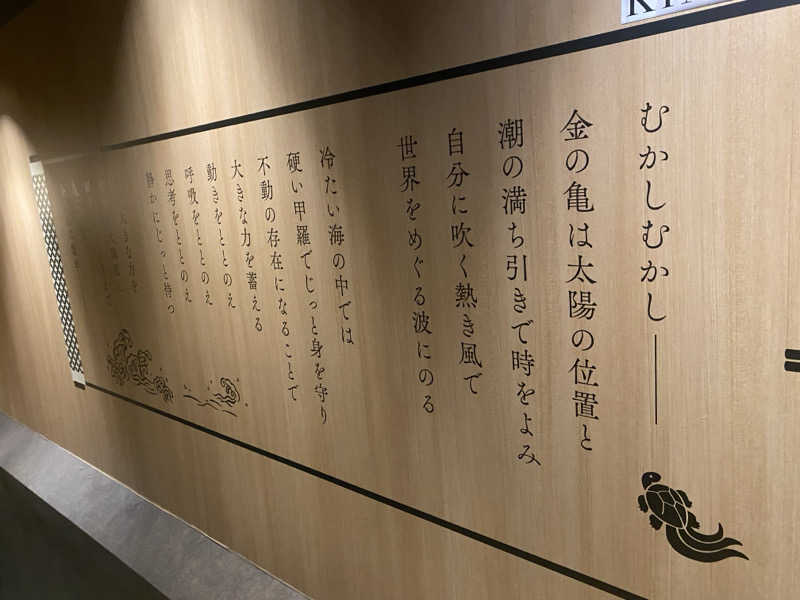 むかしむかし――
金の亀は太陽の位置と
潮の満ち引きで時をよみ
自分に吹く熱き風で
世界をめぐる波にのる
冷たい海の中では
硬い甲羅でじっと身を守り
不動の存在になることで
大きな力を蓄える
動きをととのえ
呼吸をととのえ
思考をととのえ
静かにじっと待つ
大きな力を